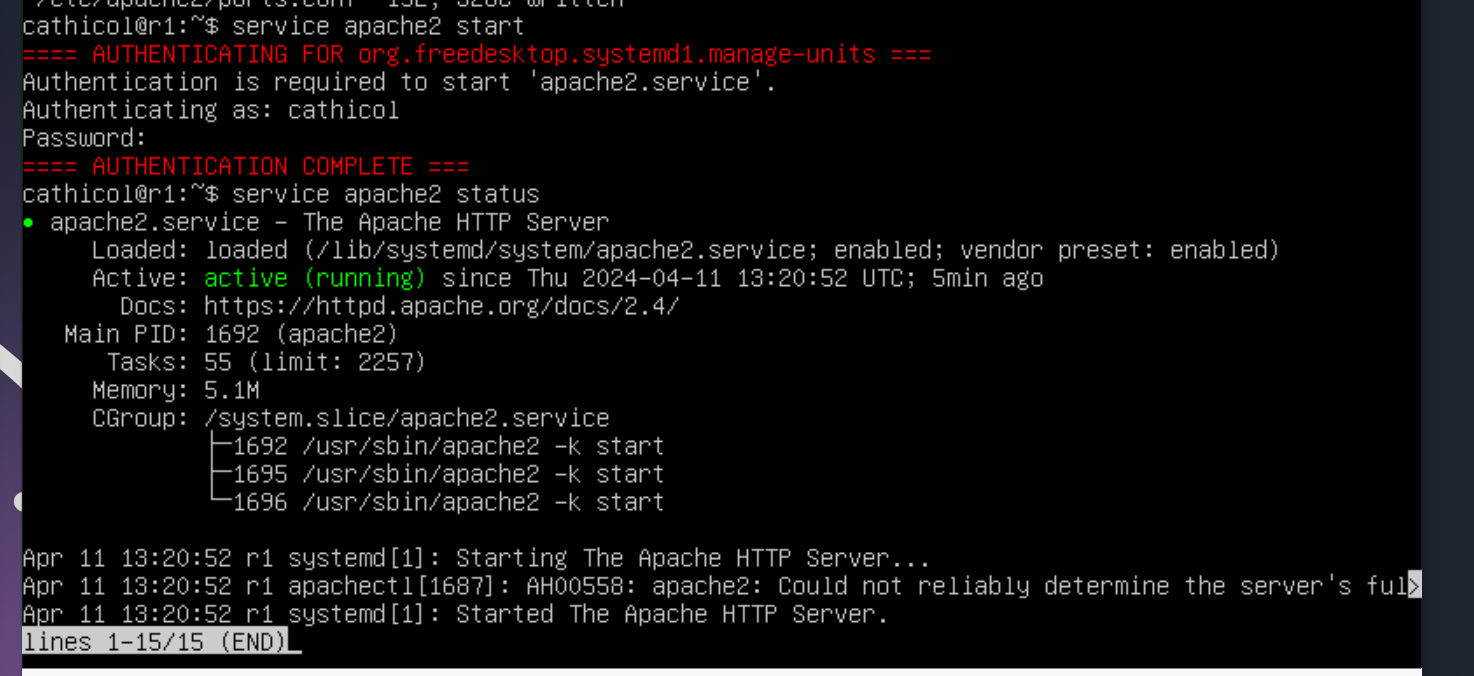 cathicol@r1:~$ service apache2 start
==== AUTHENTICATING FOR org.freedesktop.systemd1.manage-units ===
Authentication is required to start 'apache2.service'.
Authenticating as: cathicol
Password:
==== AUTHENTICATION COMPLETE ===
cathicol@r1:~$ service apache2 status
● apache2.service - The Apache HTTP Server
Loaded: loaded (/lib/systemd/system/apache2.service; enabled; vendor preset: enabled)
Active: active (running) since Thu 2024-04-11 13:20:52 UTC; 5min ago
Docs: https://httpd.apache.org/docs/2.4/
Main PID: 1692 (apache2)
Tasks: 55 (limit: 2257)
Memory: 5.1M
CGroup: /system.slice/apache2.service
├─1692 /usr/sbin/apache2 -k start
├─1695 /usr/sbin/apache2 -k start
└─1696 /usr/sbin/apache2 -k start
Apr 11 13:20:52 r1 systemd[1]: Starting The Apache HTTP Server...
Apr 11 13:20:52 r1 apachectl[1687]: AH00558: apache2: Could not reliably determine the server's ful>
Apr 11 13:20:52 r1 systemd[1]: Started The Apache HTTP Server.
lines 1-15/15 (END)